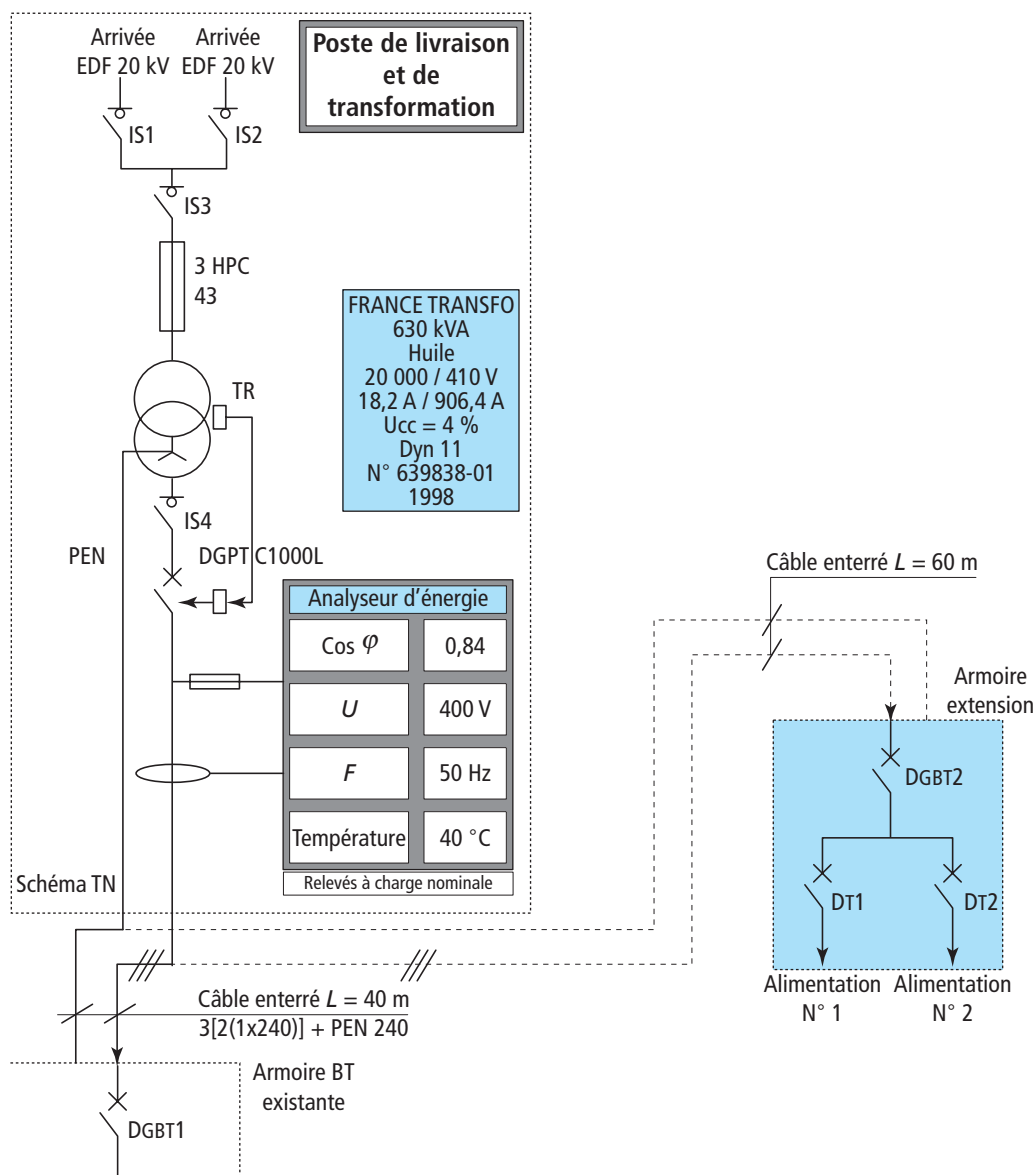 Arrivée
EDF 20 kV
Arrivée
EDF 20 kV
Poste de livraison
et de
transformation
IS1
IS2
IS3
3 HPC
43
FRANCE TRANSFO
630 kVA
Huile
20 000 / 410 V
18,2 A / 906,4 A
Ucc = 4 %
Dyn 11
N° 639838-01
1998
TR
IS4
PEN
DGPT C1000L
Câble enterré L = 60 m
Analyseur d'énergie
Cos φ
0,84
U
400 V
F
50 Hz
Température
40 °C
Relevés à charge nominale
Schéma TN
Armoire
extension
DGBT2
DT1
DT2
Alimentation
N° 1
Alimentation
N° 2
Câble enterré L = 40 m
3[2(1x240)] + PEN 240
Armoire BT
existante
DGBT1